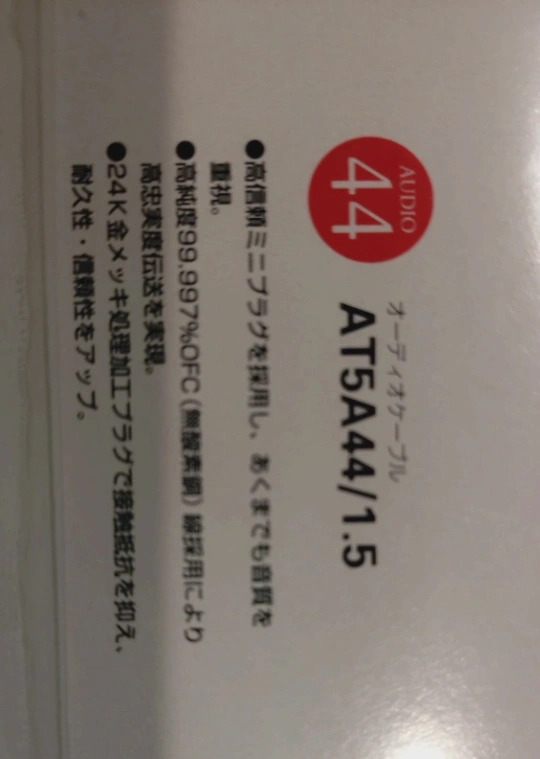 AUDIO
44
オーディオケーブル
AT5A44/1.5
●高信頼ミニプラグを採用し、あくまでも音質を
重視。
●高純度99.997%OFC(無酸素銅)線採用により
高忠実度伝送を実現。
●24K金メッキ処理加工プラグで接触抵抗を抑え、
耐久性・信頼性をアップ。